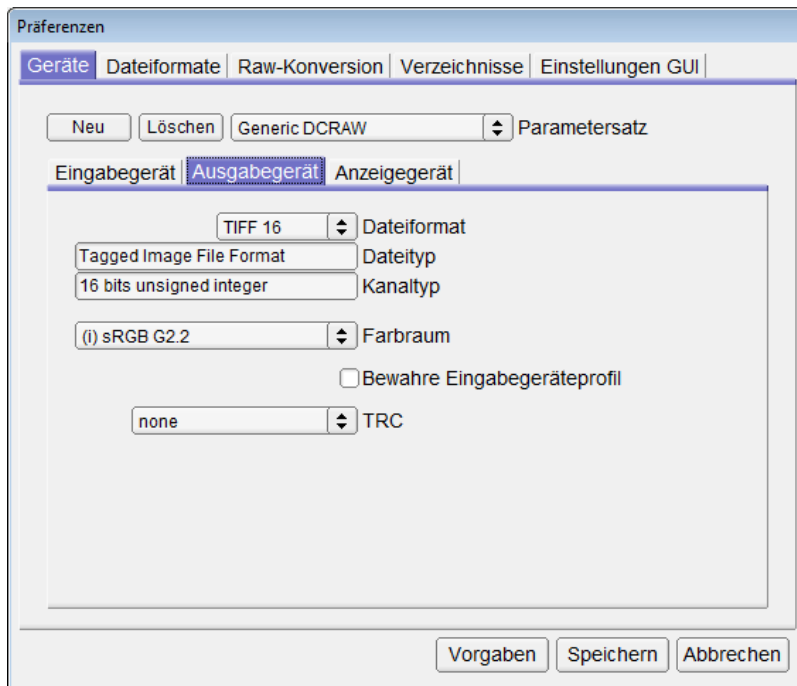 Präferenzen
Geräte Dateiformate Raw-Konversion Verzeichnisse Einstellungen GUI
Neu Löschen Generic DCRAW Parametersatz
Eingabegerät Ausgabegerät Anzeigegerät
TIFF 16 Dateiformat
Tagged Image File Format Dateityp
16 bits unsigned integer Kanaltyp
(i) sRGB G2.2 Farbraum
Bewahre Eingabegeräteprofil
none TRC
Vorgaben Speichern Abbrechen